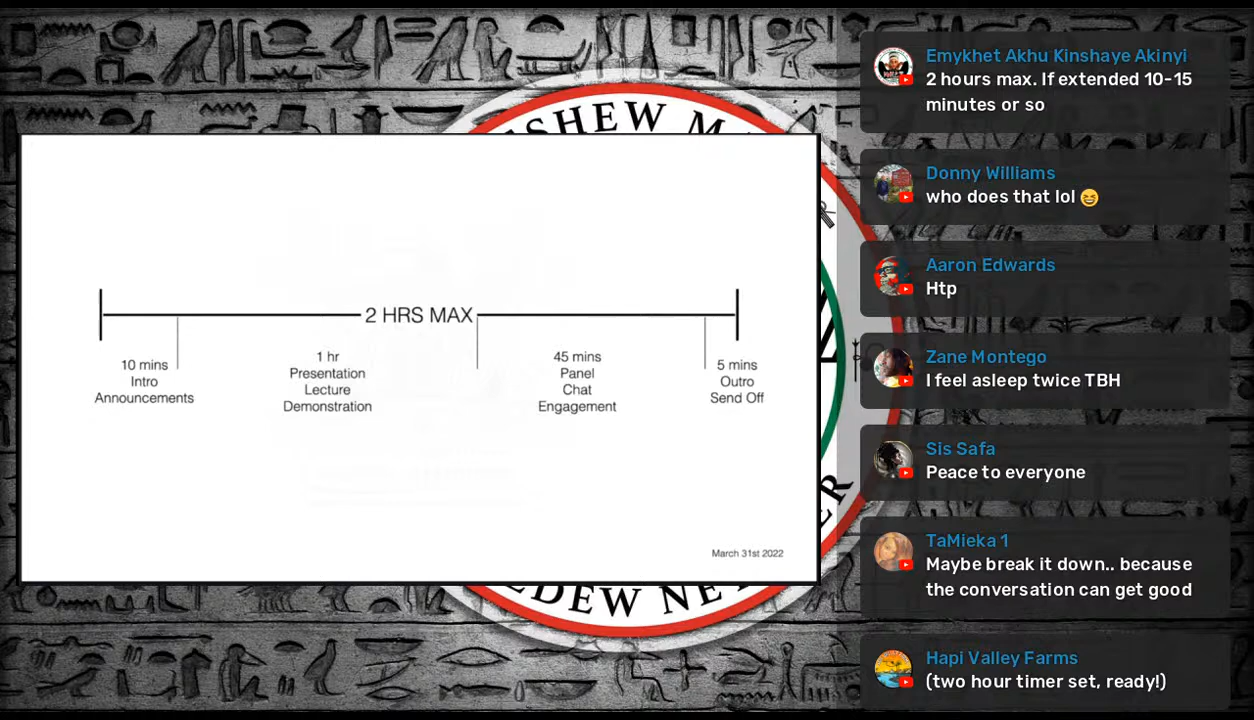 SHEW M
2 HRS MAX
10 mins
Intro
Announcements
1 hr
Presentation
Lecture
Demonstration
45 mins
Panel
Chat
Engagement
5 mins
Outro
Send Off
March 31st 2022
EDEW NE
ER
Emykhet Akhu Kinshaye Akinyi
2 hours max. If extended 10-15
minutes or so
Donny Williams
who does that lol 😆
Aaron Edwards
Htp
Zane Montego
I feel asleep twice TBH
Sis Safa
Peace to everyone
TaMieka 1
Maybe break it down.. because
the conversation can get good
Hapi Valley Farms
(two hour timer set, ready!)